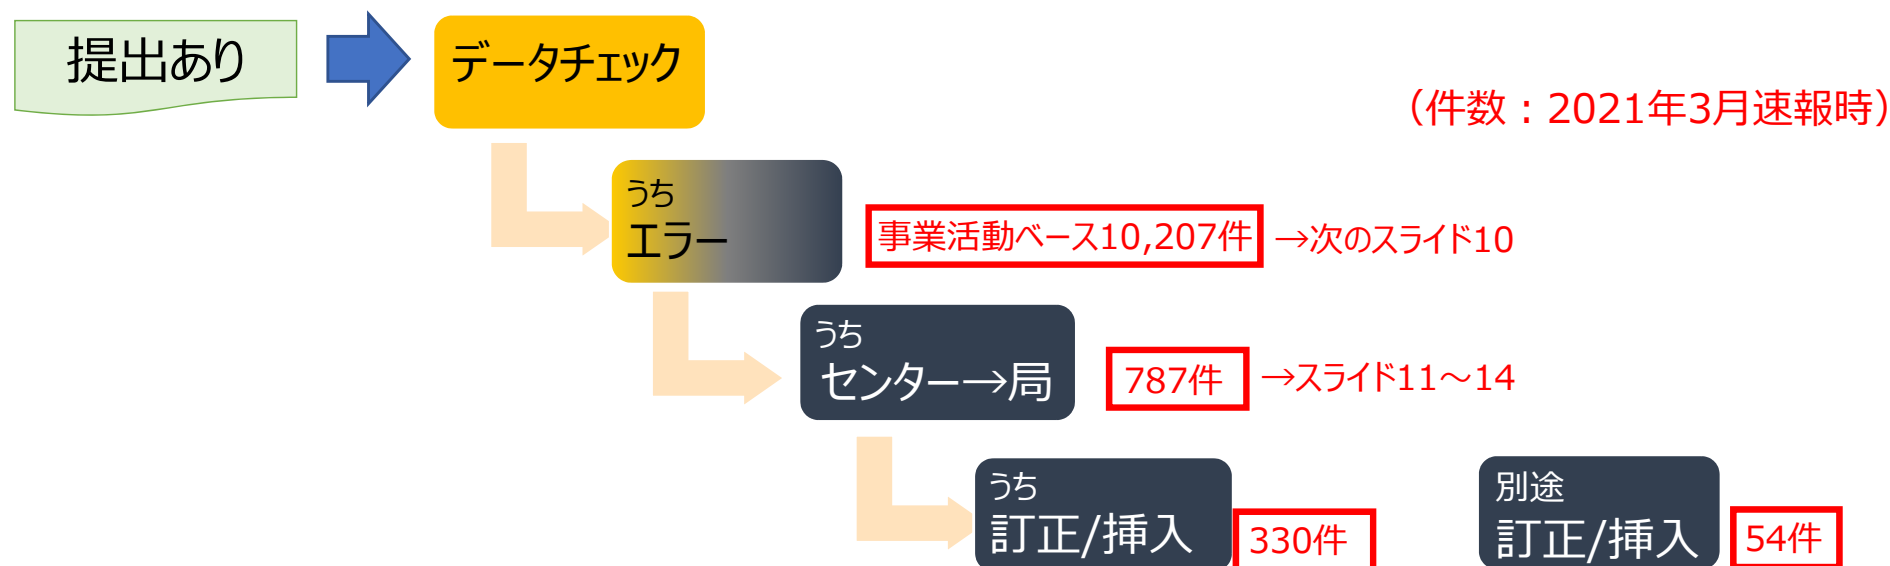 提出あり
データチェック
(件数：2021年3月速報時)
うち
エラー
事業活動ベース10,207件
→次のスライド10
うち
センター→局
787件
→スライド11～14
うち
訂正/挿入
330件
別途
訂正/挿入
54件